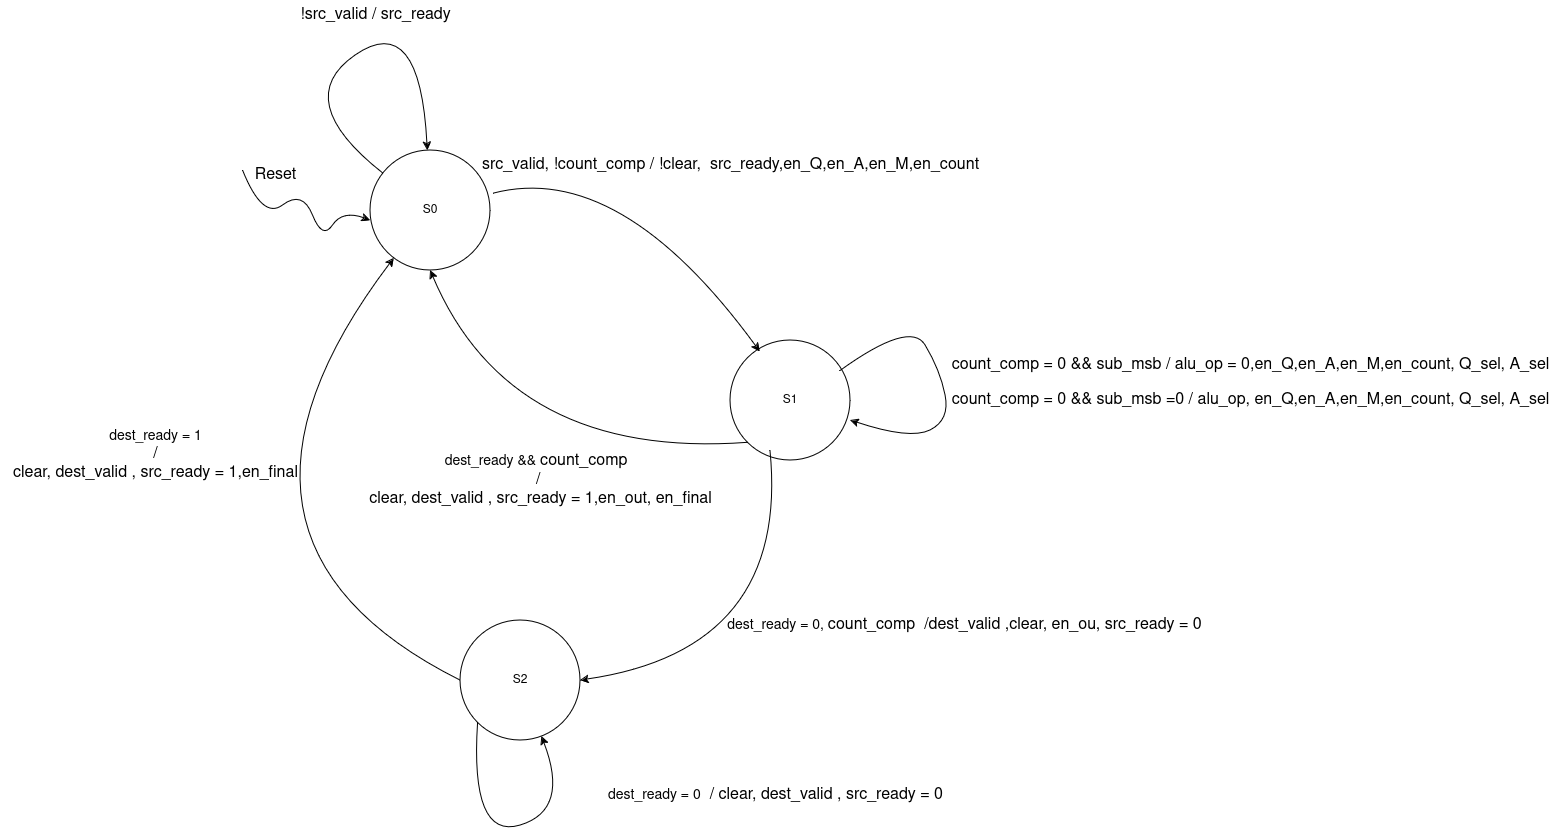 !src_valid / src_ready
src_valid, !count_comp / !clear,  src_ready,en_Q,en_A,en_M,en_count
Reset
S0
count_comp = 0 && sub_msb / alu_op = 0,en_Q,en_A,en_M,en_count, Q_sel, A_sel
S1
count_comp = 0 && sub_msb =0 / alu_op, en_Q,en_A,en_M,en_count, Q_sel, A_sel
dest_ready = 1
/
clear, dest_valid , src_ready = 1,en_final
dest_ready && count_comp
/
clear, dest_valid , src_ready = 1,en_out, en_final
dest_ready = 0, count_comp  /dest_valid ,clear, en_ou, src_ready = 0
S2
dest_ready = 0  / clear, dest_valid , src_ready = 0